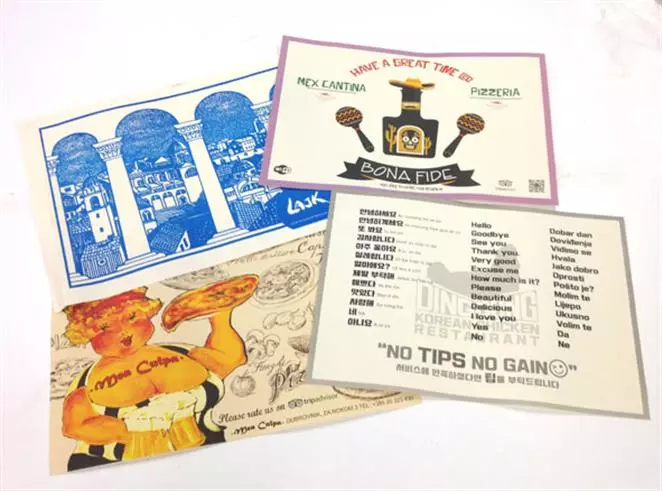 HAVE A GREAT TIME @
MEX CANTINA
PIZZERIA
BONA FIDE
Lajk
안녕하세요 Hello Dobar dan
안녕히계세요 Goodbye Doviđenja
또 봐요 See you Vidimo se
감사합니다 Thank you Hvala
아주 좋아요 Very good Jako dobro
실례합니다 Excuse me Oprosti
얼마예요? How much is it? Pošto je?
제발 부탁해 Please Molim te
예쁘다 Beautiful Lijepo
맛있다 Delicious Ukusno
사랑해 I love you Volim te
네 Yes Da
아니요 No Ne
KOREAN CHICKEN
RESTAURANT
"NO TIPS NO GAIN☺"
서비스에 만족하셨다면 팁을 부탁드립니다
Mea Culpa
Please rate us on tripadvisor
Mea Culpa, DUBROVNIK, ZA ROKOM 3